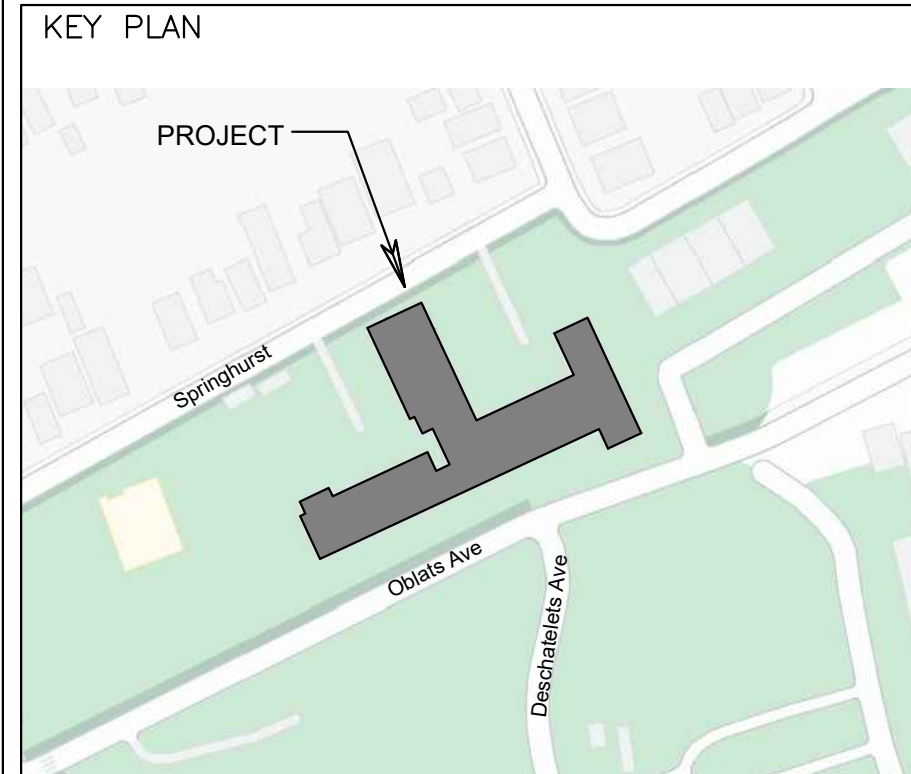 KEY PLAN
PROJECT
Springhurst
Oblats Ave
Deschatelets Ave